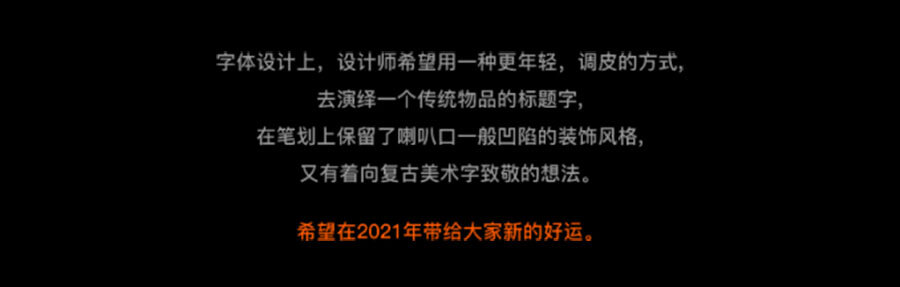 字体设计上，设计师希望用一种更年轻，调皮的方式，
去演绎一个传统物品的标题字，
在笔划上保留了喇叭口一般凹陷的装饰风格，
又有着向复古美术字致敬的想法。
希望在2021年带给大家新的好运。